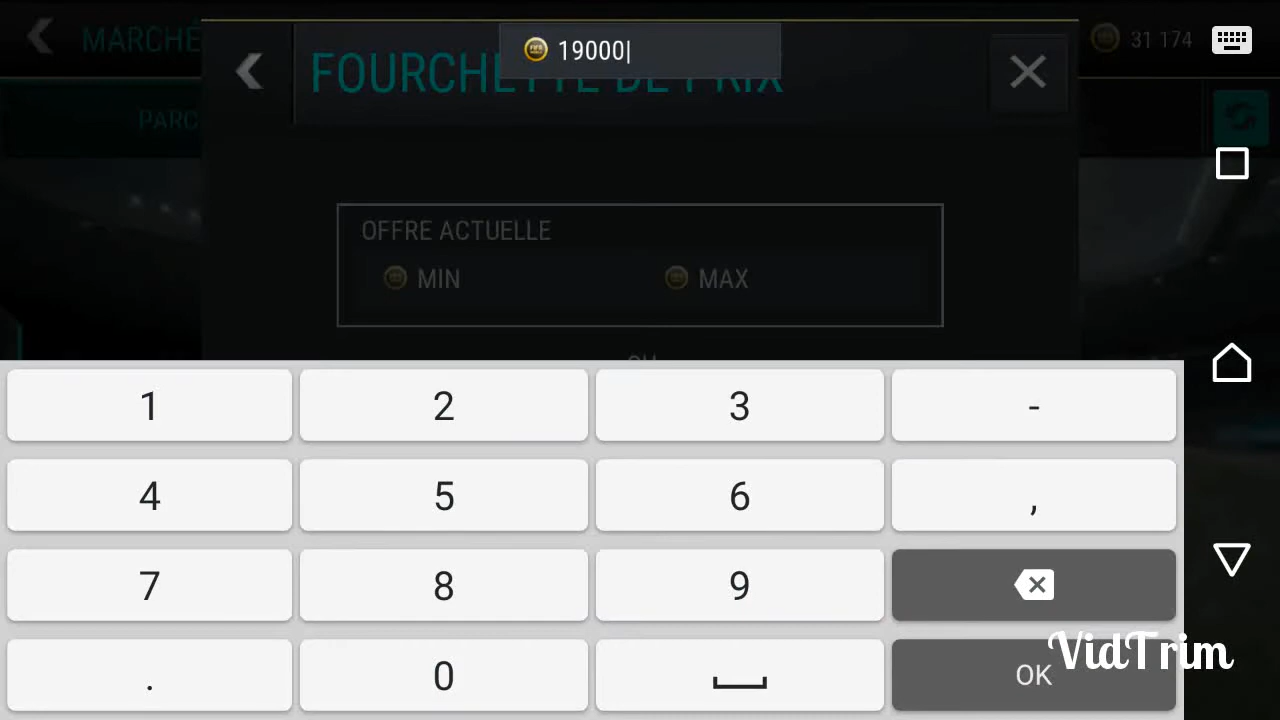 MARCHÉ
19000
31 174
FOURCHETTE DE PRIX
PARC
OFFRE ACTUELLE
MIN MAX
1 2 3 -
4 5 6 ,
7 8 9
. 0 OK
VidTrim